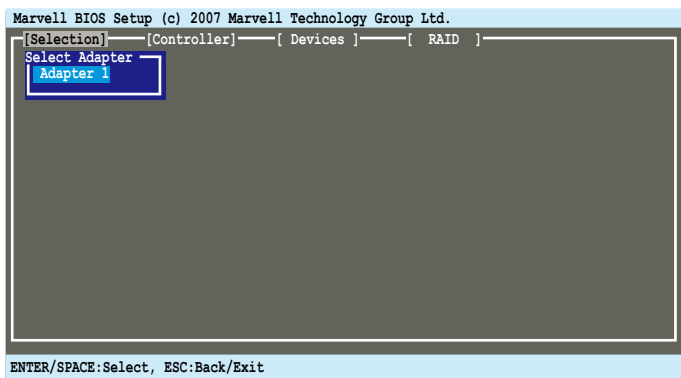 Marvell BIOS Setup (c) 2007 Marvell Technology Group Ltd.
[Selection] [Controller] [ Devices ] [ RAID ]
Select Adapter
Adapter 1
ENTER/SPACE:Select, ESC:Back/Exit